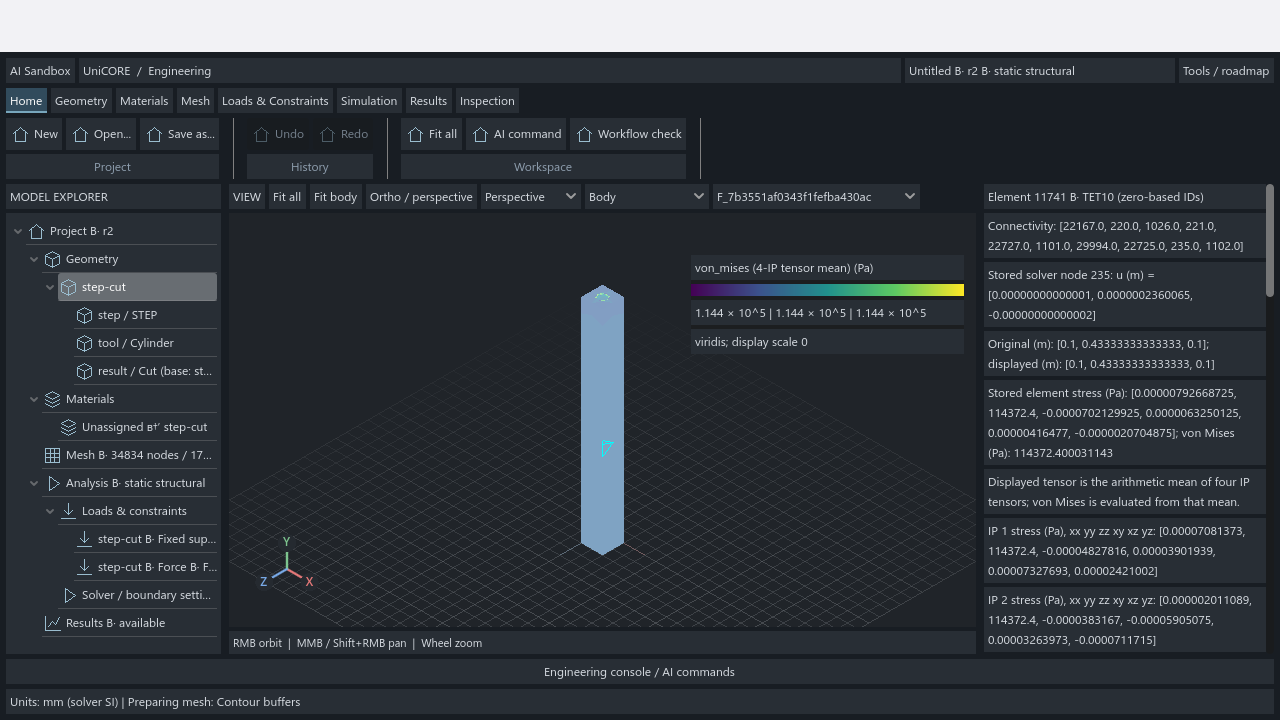 AI Sandbox
UniCORE / Engineering
Untitled В· r2 В· static structural
Tools / roadmap
Home
Geometry
Materials
Mesh
Loads & Constraints
Simulation
Results
Inspection
New
Open...
Save as...
Undo
Redo
Fit all
AI command
Workflow check
Project
History
Workspace
MODEL EXPLORER
Project В· r2
Geometry
step-cut
step / STEP
tool / Cylinder
result / Cut (base: st...
Materials
Unassigned в†’ step-cut
Mesh В· 34834 nodes / 17...
Analysis В· static structural
Loads & constraints
step-cut В· Fixed sup...
step-cut В· Force В· F...
Solver / boundary setti...
Results В· available
VIEW
Fit all
Fit body
Ortho / perspective
Perspective
Body
F_7b3551af0343f1fefba430ac
von_mises (4-IP tensor mean) (Pa)
1.144 × 10^5 | 1.144 × 10^5 | 1.144 × 10^5
viridis; display scale 0
Y
Z
X
RMB orbit | MMB / Shift+RMB pan | Wheel zoom
Element 11741 В· TET10 (zero-based IDs)
Connectivity: [22167.0, 220.0, 1026.0, 221.0,
22727.0, 1101.0, 29994.0, 22725.0, 235.0, 1102.0]
Stored solver node 235: u (m) =
[0.00000000000001, 0.0000002360065,
-0.00000000000002]
Original (m): [0.1, 0.43333333333333, 0.1];
displayed (m): [0.1, 0.43333333333333, 0.1]
Stored element stress (Pa): [0.00000792668725,
114372.4, -0.0000702129925, 0.0000063250125,
0.00000416477, -0.0000020704875]; von Mises
(Pa): 114372.400031143
Displayed tensor is the arithmetic mean of four IP
tensors; von Mises is evaluated from that mean.
IP 1 stress (Pa), xx yy zz xy xz yz: [0.00007081373,
114372.4, -0.00004827816, 0.00003901939,
0.00007327693, 0.00002421002]
IP 2 stress (Pa), xx yy zz xy xz yz: [0.000002011089,
114372.4, -0.0000383167, -0.00005905075,
0.00003263973, -0.0000711715]
Engineering console / AI commands
Units: mm (solver SI) | Preparing mesh: Contour buffers